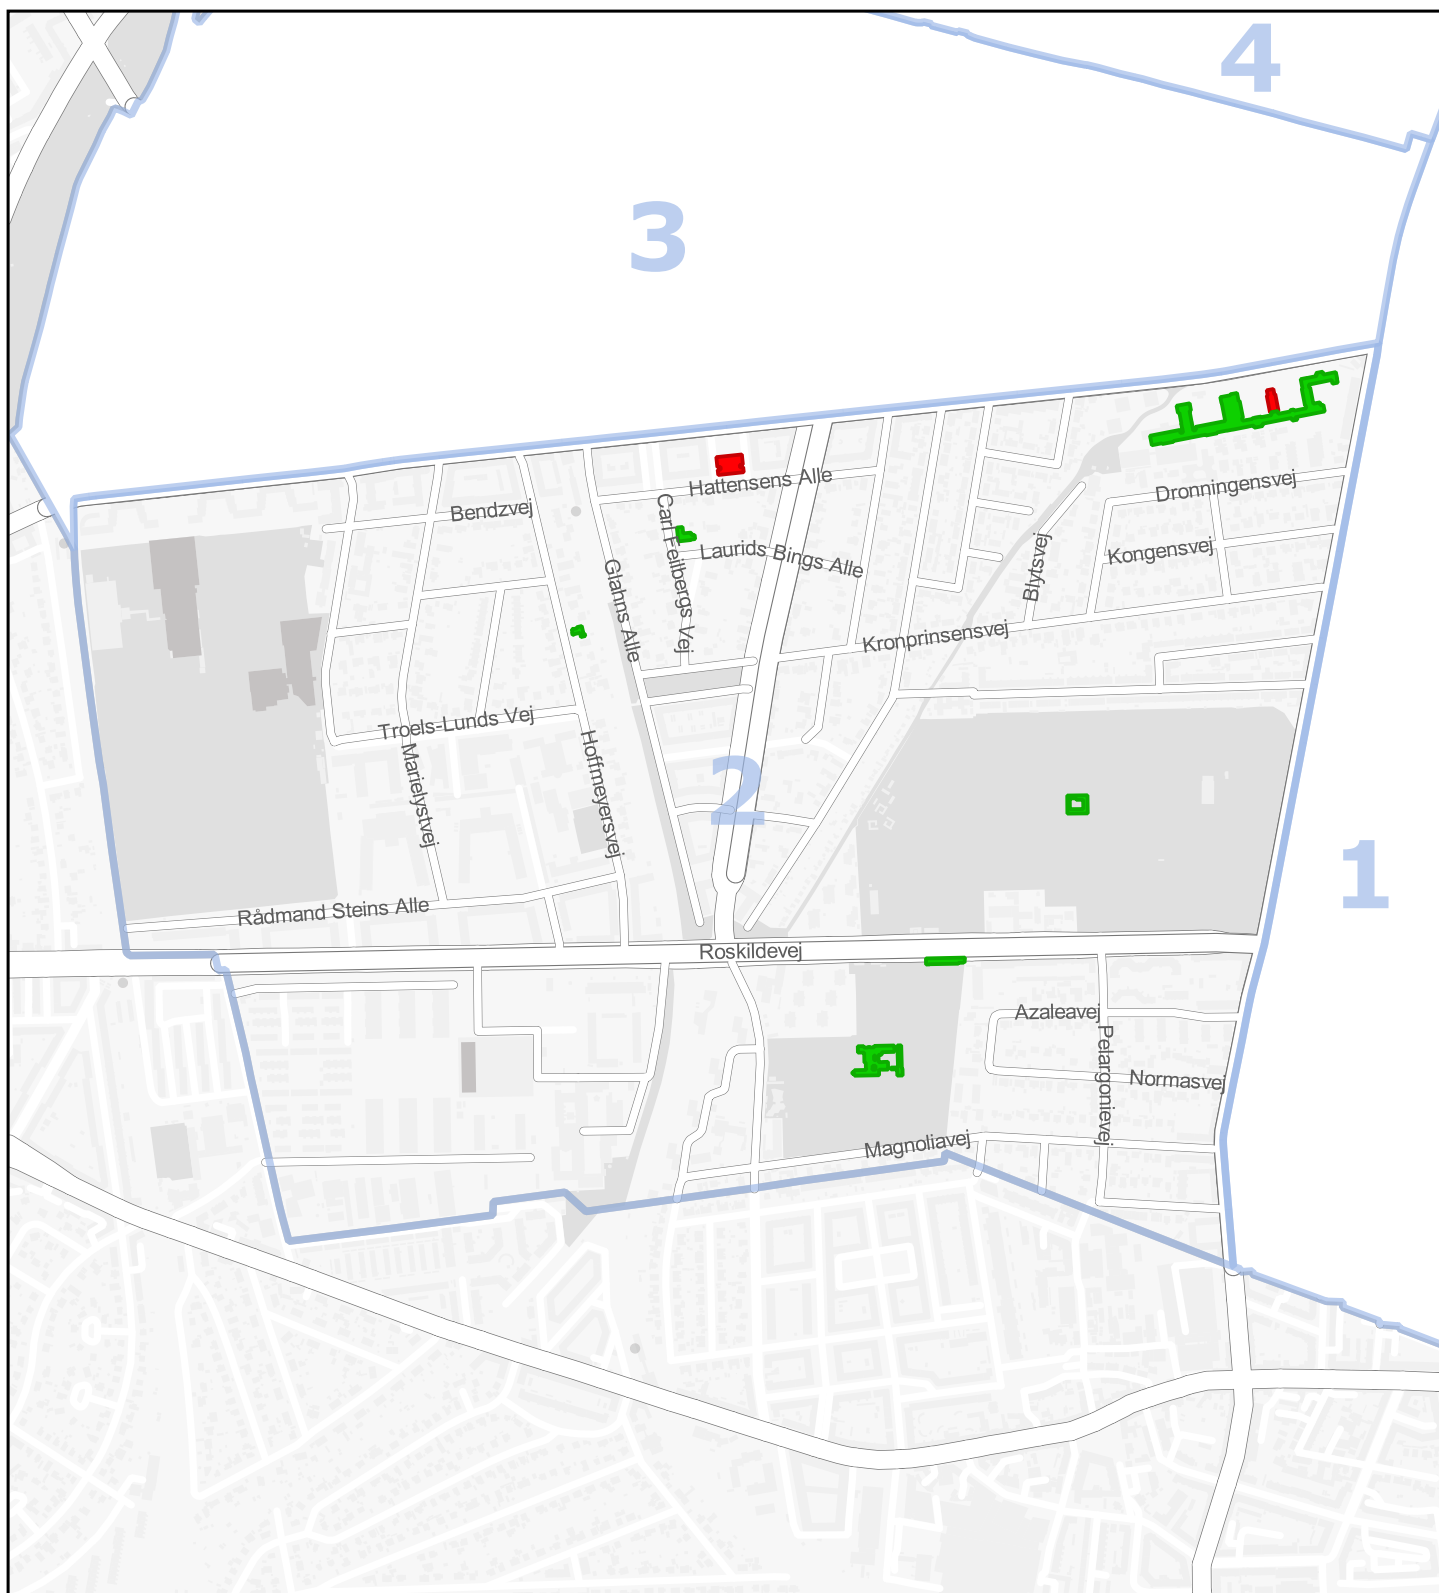 4
3
Hattensens Alle
Dronningensvej
Bendzvej
Carl Feilbergs Vej
Laurids Bings Alle
Kongensvej
Blytsvej
Glahns Alle
Kronprinsensvej
Troels-Lunds Vej
Marielystvej
Hoffmeyersvej
2
1
Rådmand Steins Alle
Roskildevej
Azaleavej
Pelargonievej
Normasvej
Magnoliavej